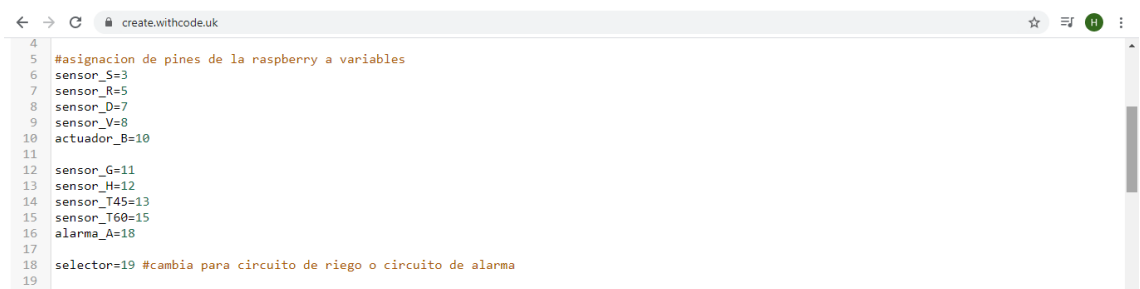 create.withcode.uk
H
4
5 #asignacion de pines de la raspberry a variables
6 sensor_S=3
7 sensor_R=5
8 sensor_D=7
9 sensor_V=8
10 actuador_B=10
11
12 sensor_G=11
13 sensor_H=12
14 sensor_T45=13
15 sensor_T60=15
16 alarma_A=18
17
18 selector=19 #cambia para circuito de riego o circuito de alarma
19